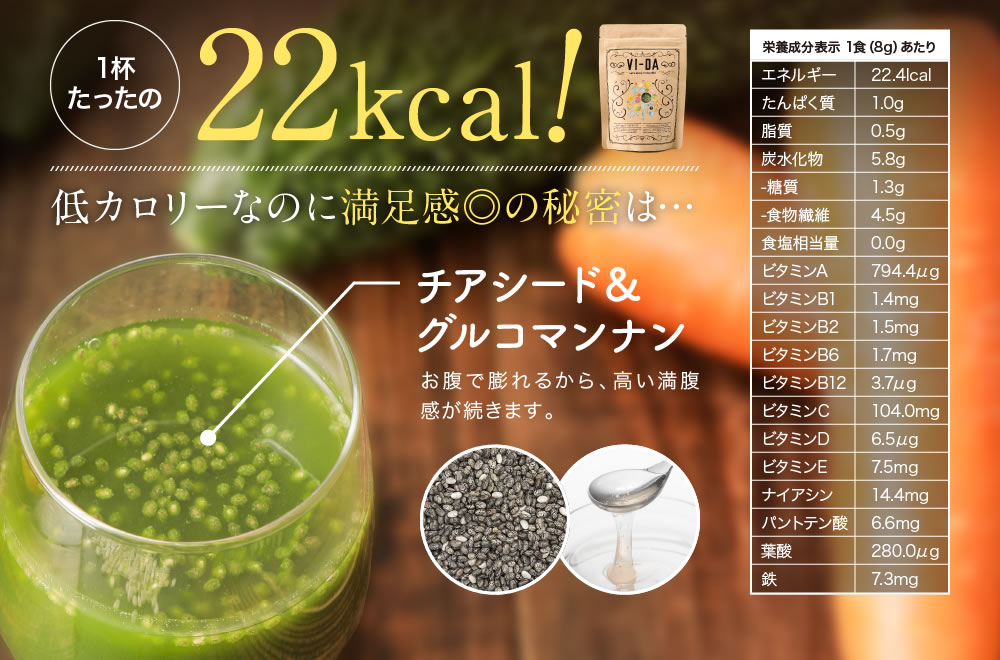 1杯
たったの
22kcal!
VI-DA
低カロリーなのに満足感◎の秘密は…
チアシード&
グルコマンナン
お腹で膨れるから、高い満腹
感が続きます。
栄養成分表示 1食(8g)あたり
エネルギー 22.4lcal
たんぱく質 1.0g
脂質 0.5g
炭水化物 5.8g
-糖質 1.3g
-食物繊維 4.5g
食塩相当量 0.0g
ビタミンA 794.4μg
ビタミンB1 1.4mg
ビタミンB2 1.5mg
ビタミンB6 1.7mg
ビタミンB12 3.7μg
ビタミンC 104.0mg
ビタミンD 6.5μg
ビタミンE 7.5mg
ナイアシン 14.4mg
パントテン酸 6.6mg
葉酸 280.0μg
鉄 7.3mg